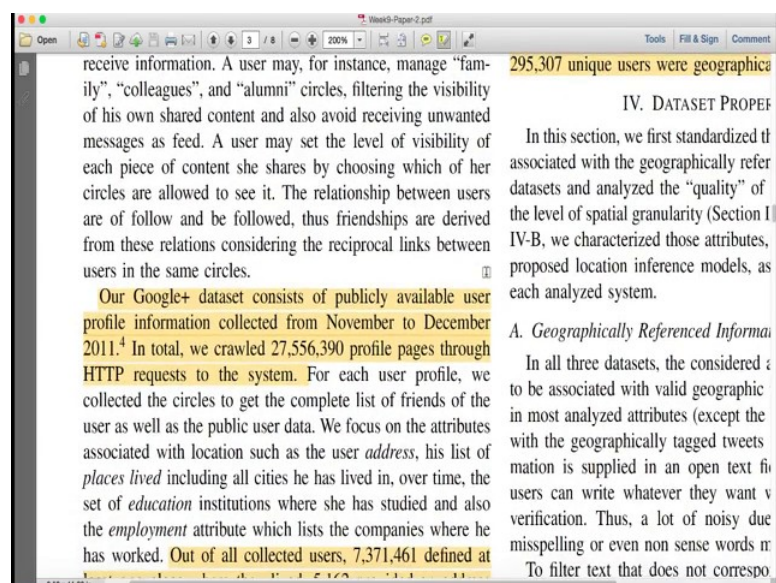 Week9-Paper-2.pdf
Open
3 / 8
200%
Tools Fill & Sign Comment
receive information. A user may, for instance, manage “fam-
ily”, “colleagues”, and “alumni” circles, filtering the visibility
of his own shared content and also avoid receiving unwanted
messages as feed. A user may set the level of visibility of
each piece of content she shares by choosing which of her
circles are allowed to see it. The relationship between users
are of follow and be followed, thus friendships are derived
from these relations considering the reciprocal links between
users in the same circles.
Our Google+ dataset consists of publicly available user
profile information collected from November to December
2011.4 In total, we crawled 27,556,390 profile pages through
HTTP requests to the system. For each user profile, we
collected the circles to get the complete list of friends of the
user as well as the public user data. We focus on the attributes
associated with location such as the user address, his list of
places lived including all cities he has lived in, over time, the
set of education institutions where she has studied and also
the employment attribute which lists the companies where he
has worked. Out of all collected users, 7,371,461 defined at
295,307 unique users were geographica
IV. DATASET PROPER
In this section, we first standardized th
associated with the geographically refer
datasets and analyzed the “quality” of
the level of spatial granularity (Section I
IV-B, we characterized those attributes,
proposed location inference models, as
each analyzed system.
A. Geographically Referenced Informa
In all three datasets, the considered a
to be associated with valid geographic
in most analyzed attributes (except the
with the geographically tagged tweets
mation is supplied in an open text fi
users can write whatever they want
verification. Thus, a lot of noisy due
misspelling or even non sense words m
To filter text that does not correspo